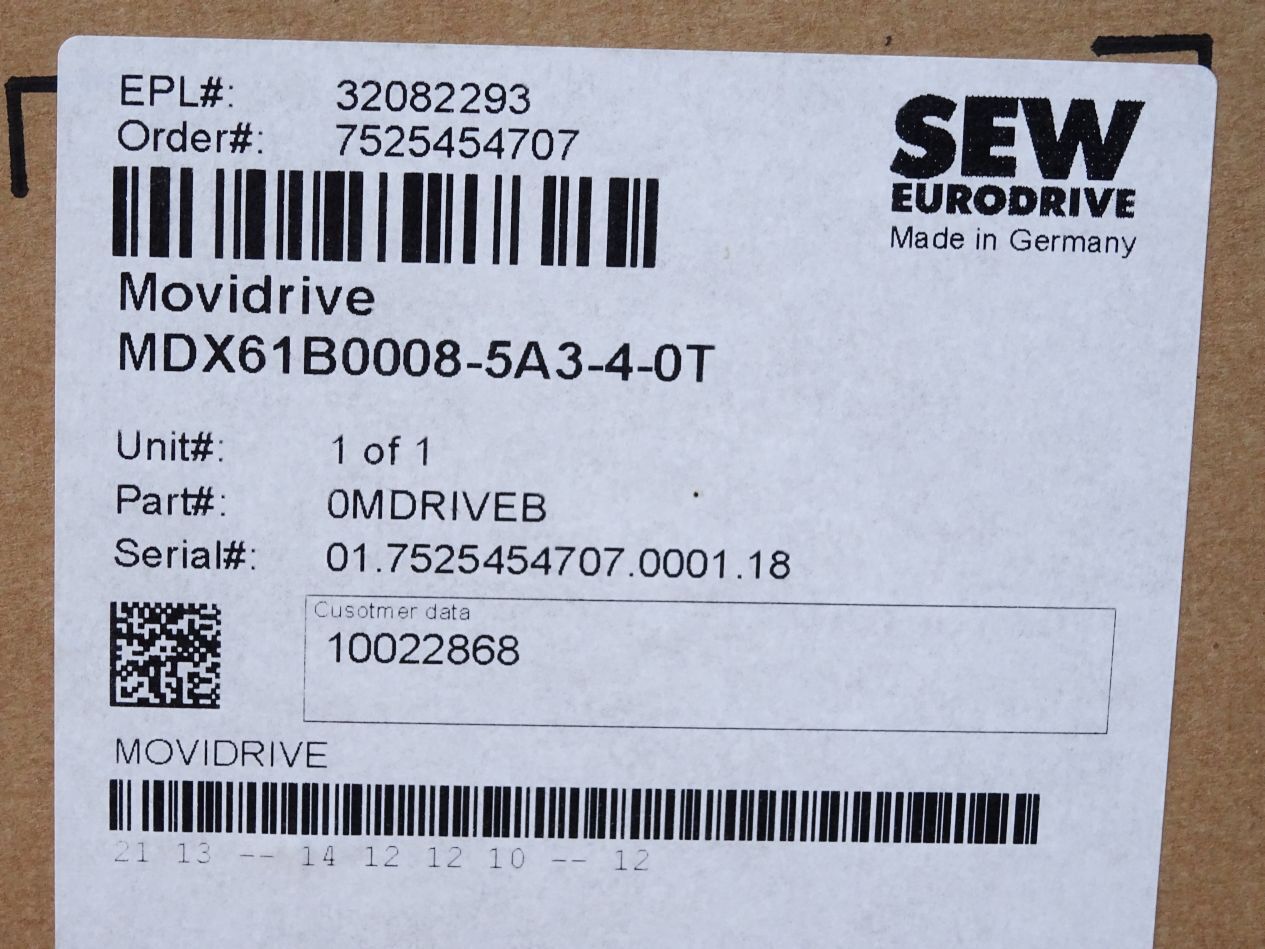 EPL#: 32082293
Order#: 7525454707
SEW
EURODRIVE
Made in Germany
Movidrive
MDX61B0008-5A3-4-0T
Unit#: 1 of 1
Part#: 0MDRIVEB
Serial#: 01.7525454707.0001.18
Cusotmer data
10022868
MOVIDRIVE
21 13 -- 14 12 12 10 -- 12